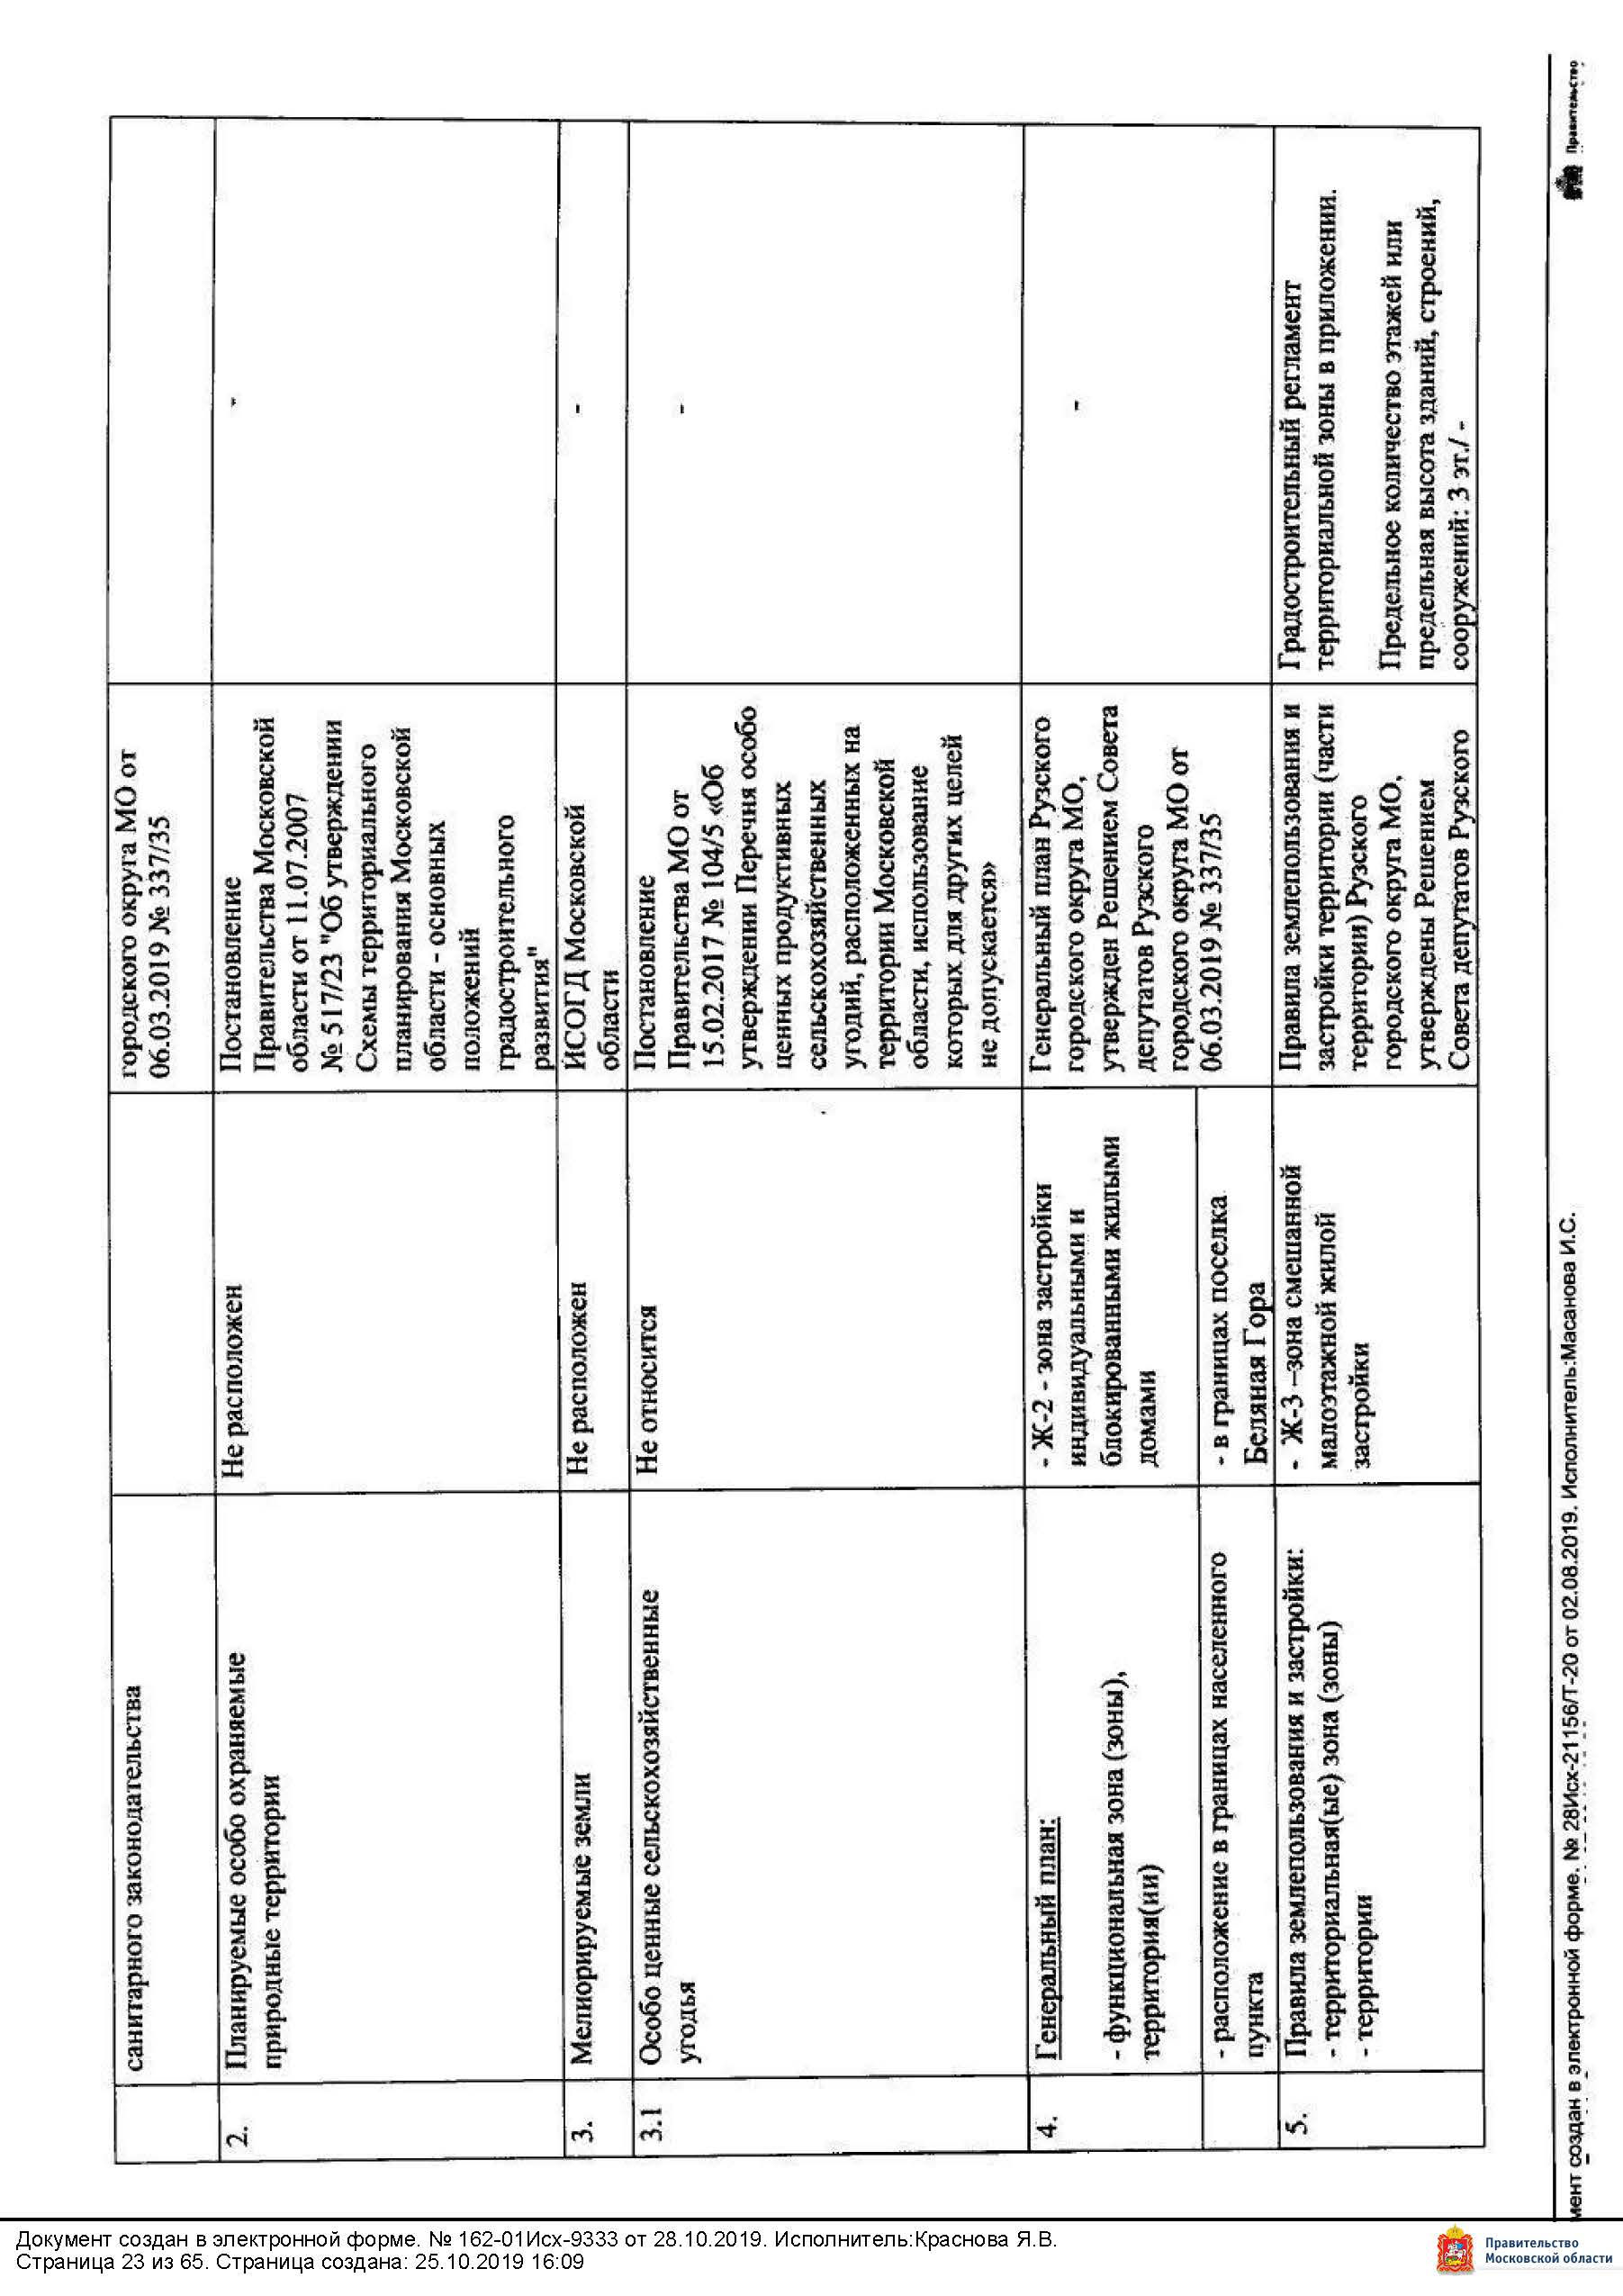 санитарного законодательства
городского округа МО от
06.03.2019 № 337/35
2.
Планируемые особо охраняемые
природные территории
Не расположен
Постановление
Правительства Московской
области от 11.07.2007
№ 517/23 "Об утверждении
Схемы территориального
планирования Московской
области - основных
положений
градостроительного
развития"
-
3.
Мелиорируемые земли
Не расположен
ИСОГД Московской
области
-
3.1
Особо ценные сельскохозяйственные
угодья
Не относится
Постановление
Правительства МО от
15.02.2017 № 104/5 «Об
утверждении Перечня особо
ценных продуктивных
сельскохозяйственных
угодий, расположенных на
территории Московской
области, использование
которых для других целей
не допускается»
-
4.
Генеральный план:
- функциональная зона (зоны),
территория(ии)
- Ж-2 - зона застройки
индивидуальными и
блокированными жилыми
домами
Генеральный план Рузского
городского округа МО,
утвержден Решением Совета
депутатов Рузского
городского округа МО от
06.03.2019 № 337/35
-
- расположение в границах населенного
пункта
- в границах поселка
Беляная Гора
5.
Правила землепользования и застройки:
- территориальная(ые) зона (зоны)
- территории
- Ж-3 –зона смешанной
малоэтажной жилой
застройки
Правила землепользования и
застройки территории (части
территории) Рузского
городского округа МО,
утверждены Решением
Совета депутатов Рузского
Градостроительный регламент
территориальной зоны в приложении.
Предельное количество этажей или
предельная высота зданий, строений,
сооружений: 3 эт./ -
мент создан в электронной форме. № 28Исх-21156/Т-20 от 02.08.2019. Исполнитель:Масанова И.С.
Правительство
Документ создан в электронной форме. № 162-01Исх-9333 от 28.10.2019. Исполнитель:Краснова Я.В.
Страница 23 из 65. Страница создана: 25.10.2019 16:09
Правительство
Московской области